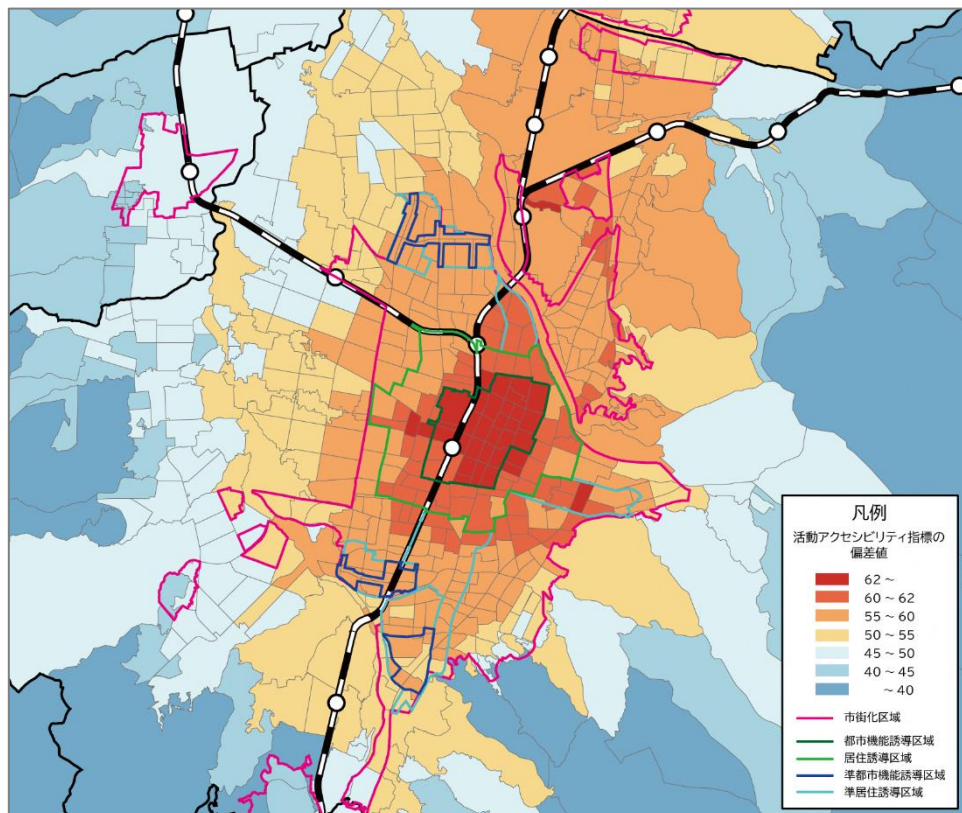 凡例
活動アクセシビリティ指標の
偏差値
62～
60～62
55～60
50～55
45～50
40～45
～40
市街化区域
都市機能誘導区域
居住誘導区域
準都市機能誘導区域
準居住誘導区域